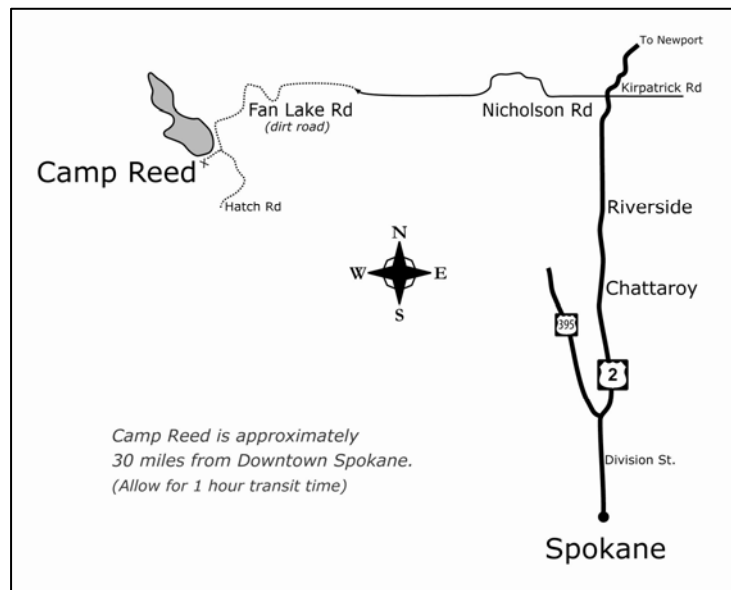 To Newport
Kirpatrick Rd
Fan Lake Rd
(dirt road)
Nicholson Rd
Camp Reed
Hatch Rd
Riverside
N
W
E
S
Chattaroy
395
2
Camp Reed is approximately
30 miles from Downtown Spokane.
(Allow for 1 hour transit time)
Division St.
Spokane